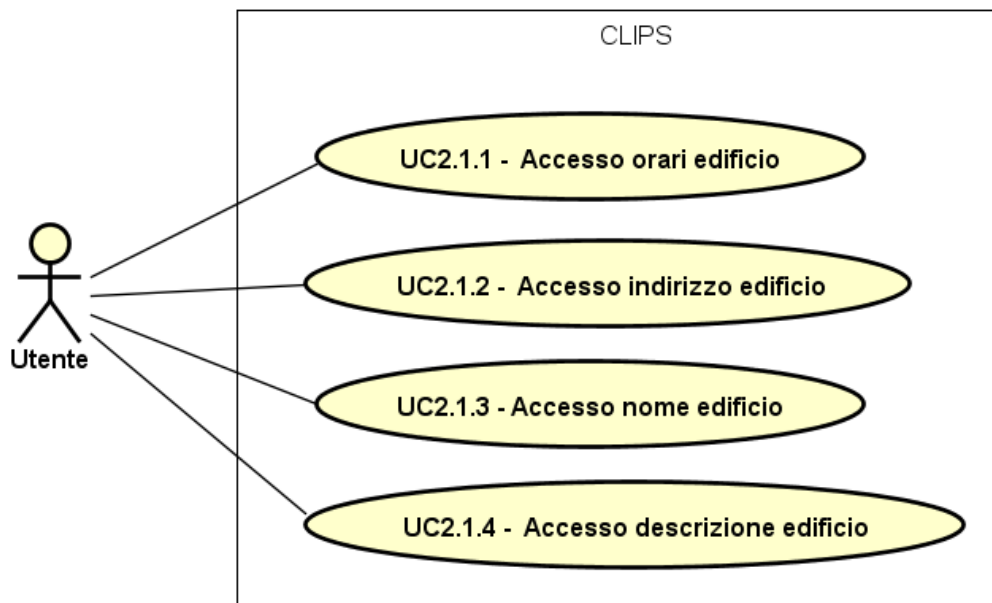 CLIPS
UC2.1.1 - Accesso orari edificio
UC2.1.2 - Accesso indirizzo edificio
Utente
UC2.1.3 - Accesso nome edificio
UC2.1.4 - Accesso descrizione edificio